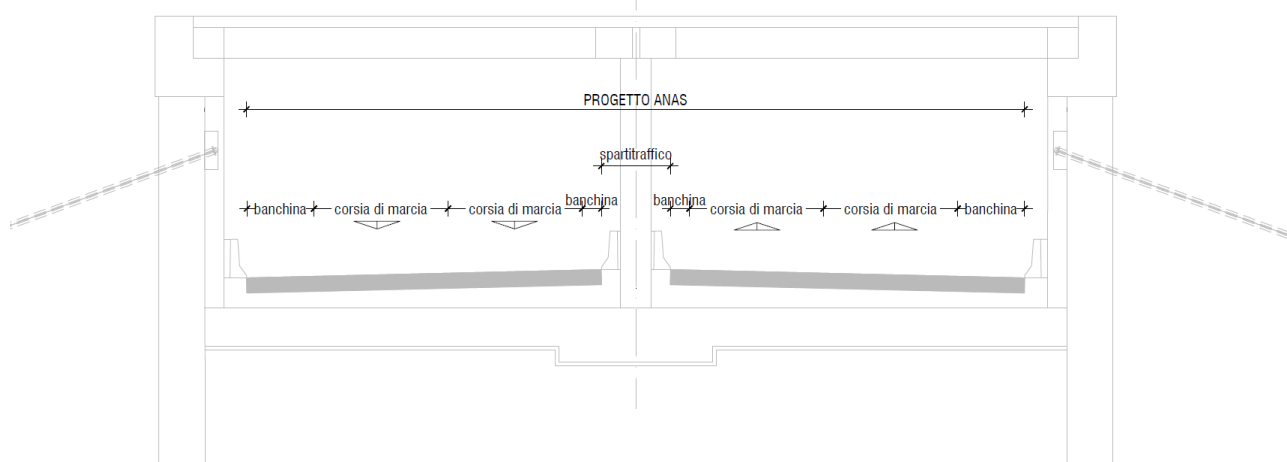 PROGETTO ANAS
spartitraffico
banchina corsia di marcia corsia di marcia banchina banchina corsia di marcia corsia di marcia banchina